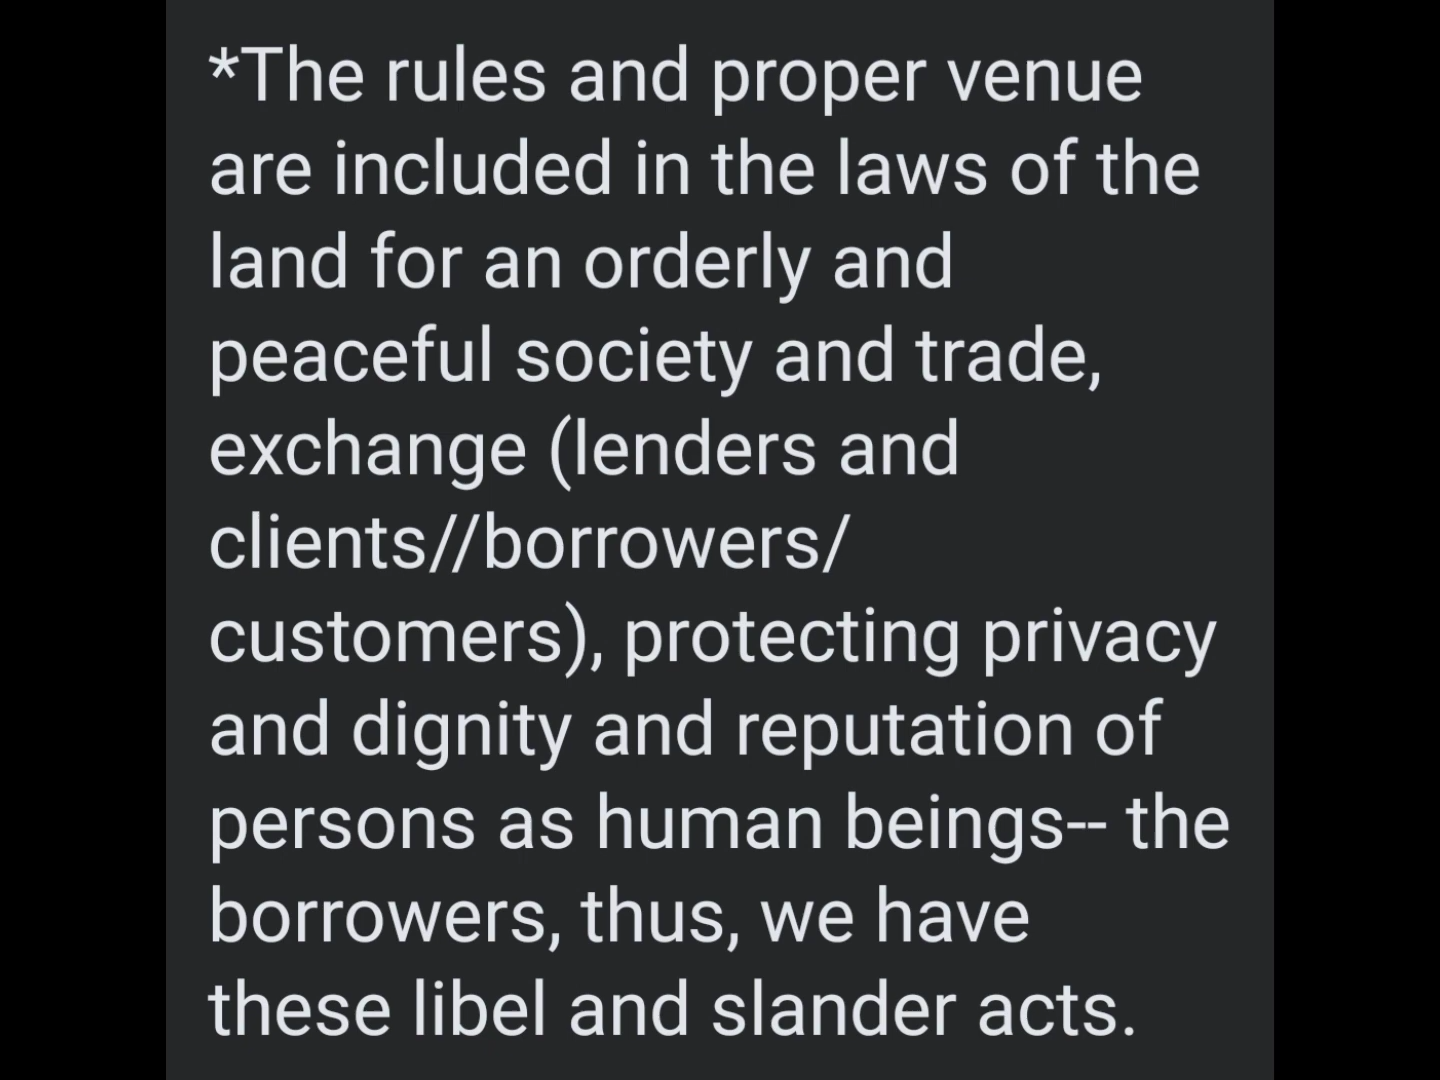 *The rules and proper venue
are included in the laws of the
land for an orderly and
peaceful society and trade,
exchange (lenders and
clients//borrowers/
customers), protecting privacy
and dignity and reputation of
persons as human beings-- the
borrowers, thus, we have
these libel and slander acts.